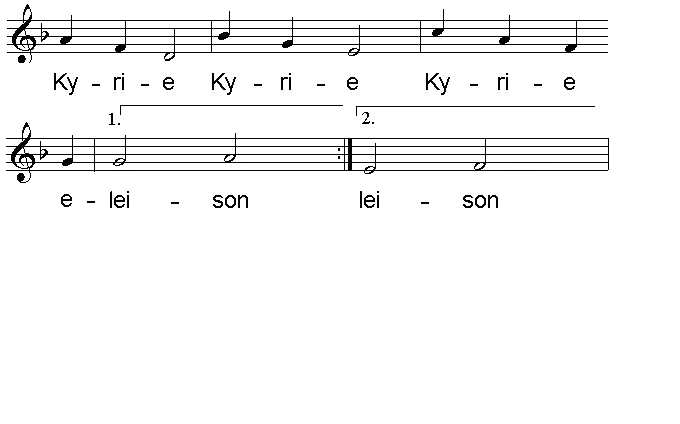 Ky - ri - e Ky - ri - e Ky - ri - e
1. 2.
e - lei - son lei - son